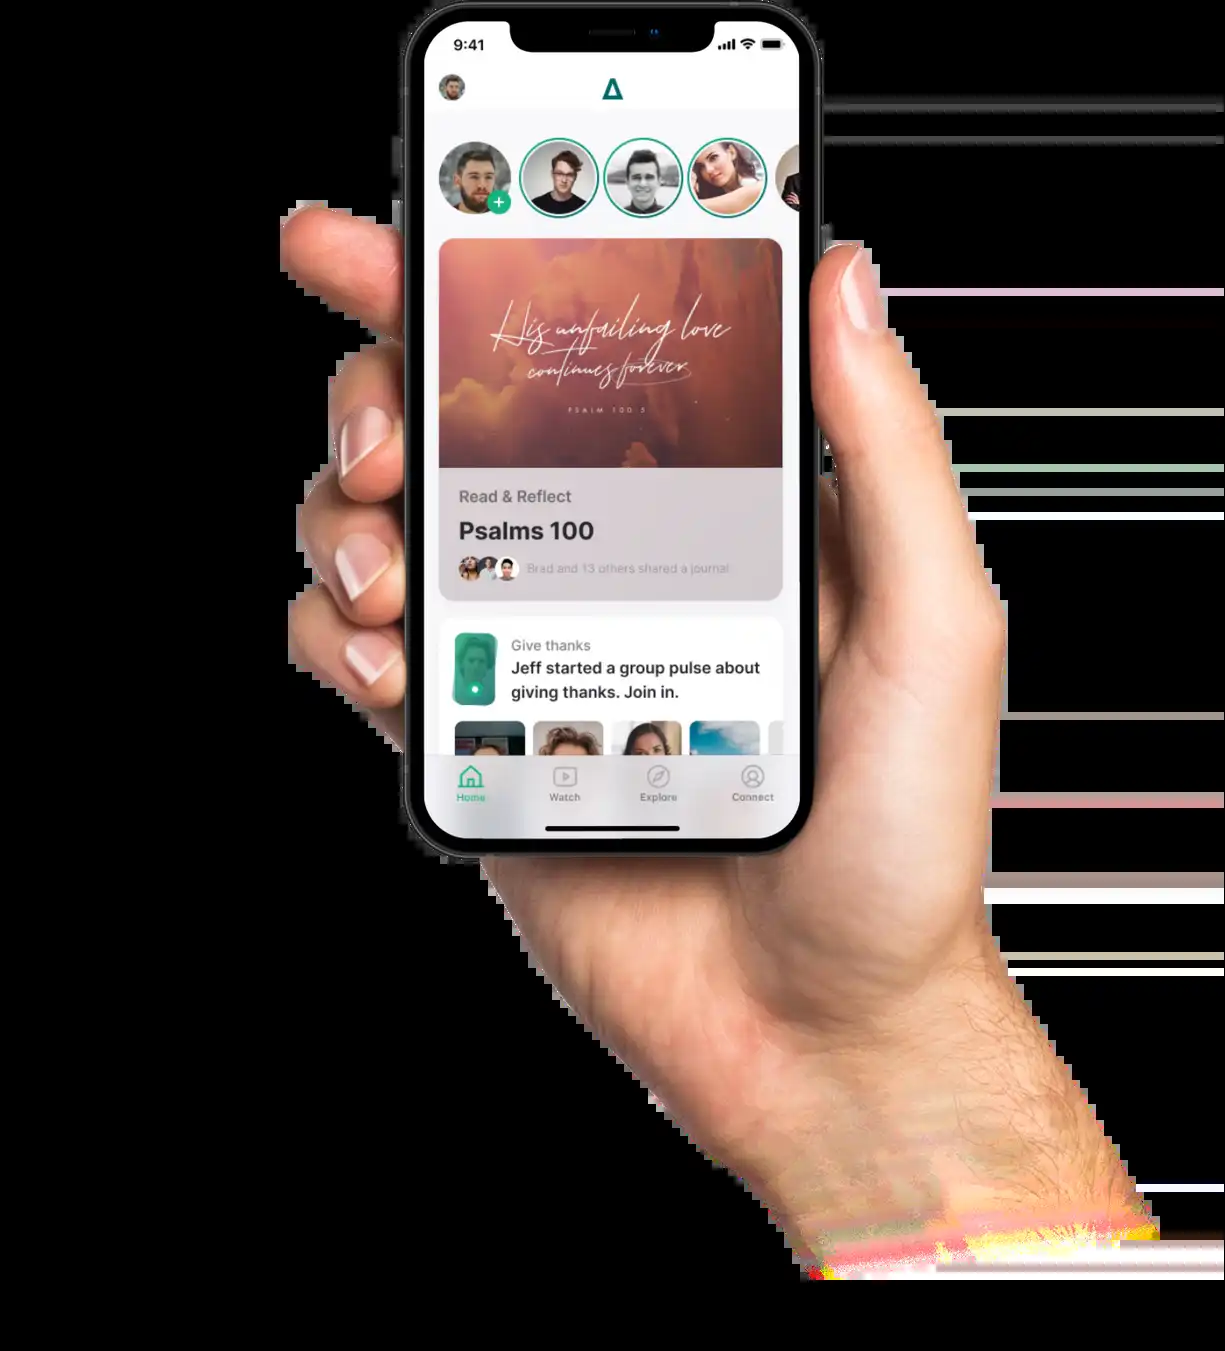 9:41
Δ
His unfailing love
continues forever
PSALM 100:5
Read & Reflect
Psalms 100
Brad and 13 others shared a journal
Give thanks
Jeff started a group pulse about
giving thanks. Join in.
Home Watch Explore Connect